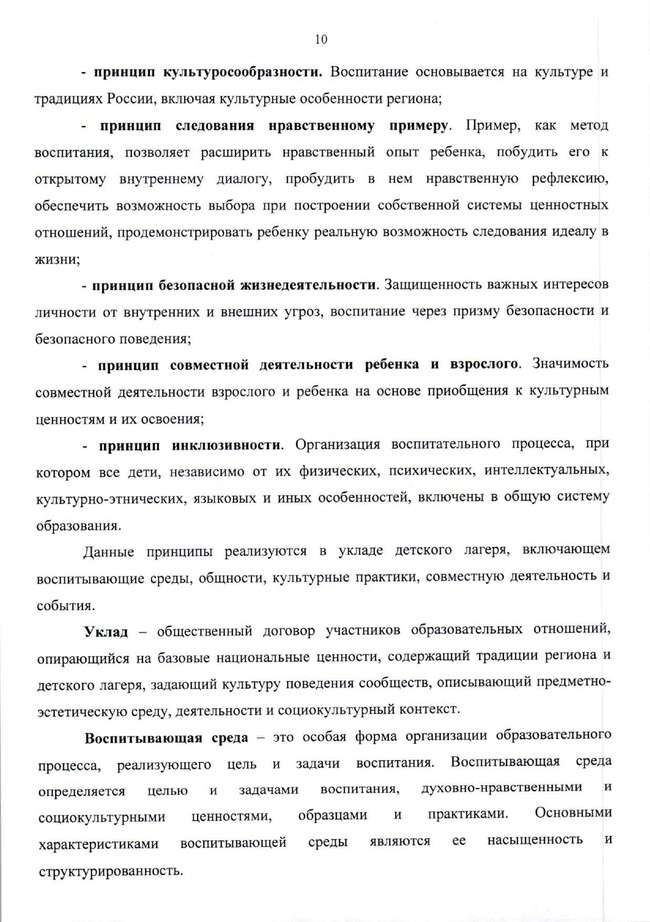 10
- принцип культуросообразности. Воспитание основывается на культуре и
традициях России, включая культурные особенности региона;
- принцип следования нравственному примеру. Пример, как метод
воспитания, позволяет расширить нравственный опыт ребенка, побудить его к
открытому внутреннему диалогу, пробудить в нем нравственную рефлексию,
обеспечить возможность выбора при построении собственной системы ценностных
отношений, продемонстрировать ребенку реальную возможность следования идеалу в
жизни;
- принцип безопасной жизнедеятельности. Защищенность важных интересов
личности от внутренних и внешних угроз, воспитание через призму безопасности и
безопасного поведения;
- принцип совместной деятельности ребенка и взрослого. Значимость
совместной деятельности взрослого и ребенка на основе приобщения к культурным
ценностям и их освоения;
- принцип инклюзивности. Организация воспитательного процесса, при
котором все дети, независимо от их физических, психических, интеллектуальных,
культурно-этнических, языковых и иных особенностей, включены в общую систему
образования.
Данные принципы реализуются в укладе детского лагеря, включающем
воспитывающие среды, общности, культурные практики, совместную деятельность и
события.
Уклад – общественный договор участников образовательных отношений,
опирающийся на базовые национальные ценности, содержащий традиции региона и
детского лагеря, задающий культуру поведения сообществ, описывающий предметно-
эстетическую среду, деятельности и социокультурный контекст.
Воспитывающая среда – это особая форма организации образовательного
процесса, реализующего цель и задачи воспитания. Воспитывающая среда
определяется целью и задачами воспитания, духовно-нравственными и
социокультурными ценностями, образцами и практиками. Основными
характеристиками воспитывающей среды являются ее насыщенность и
структурированность.